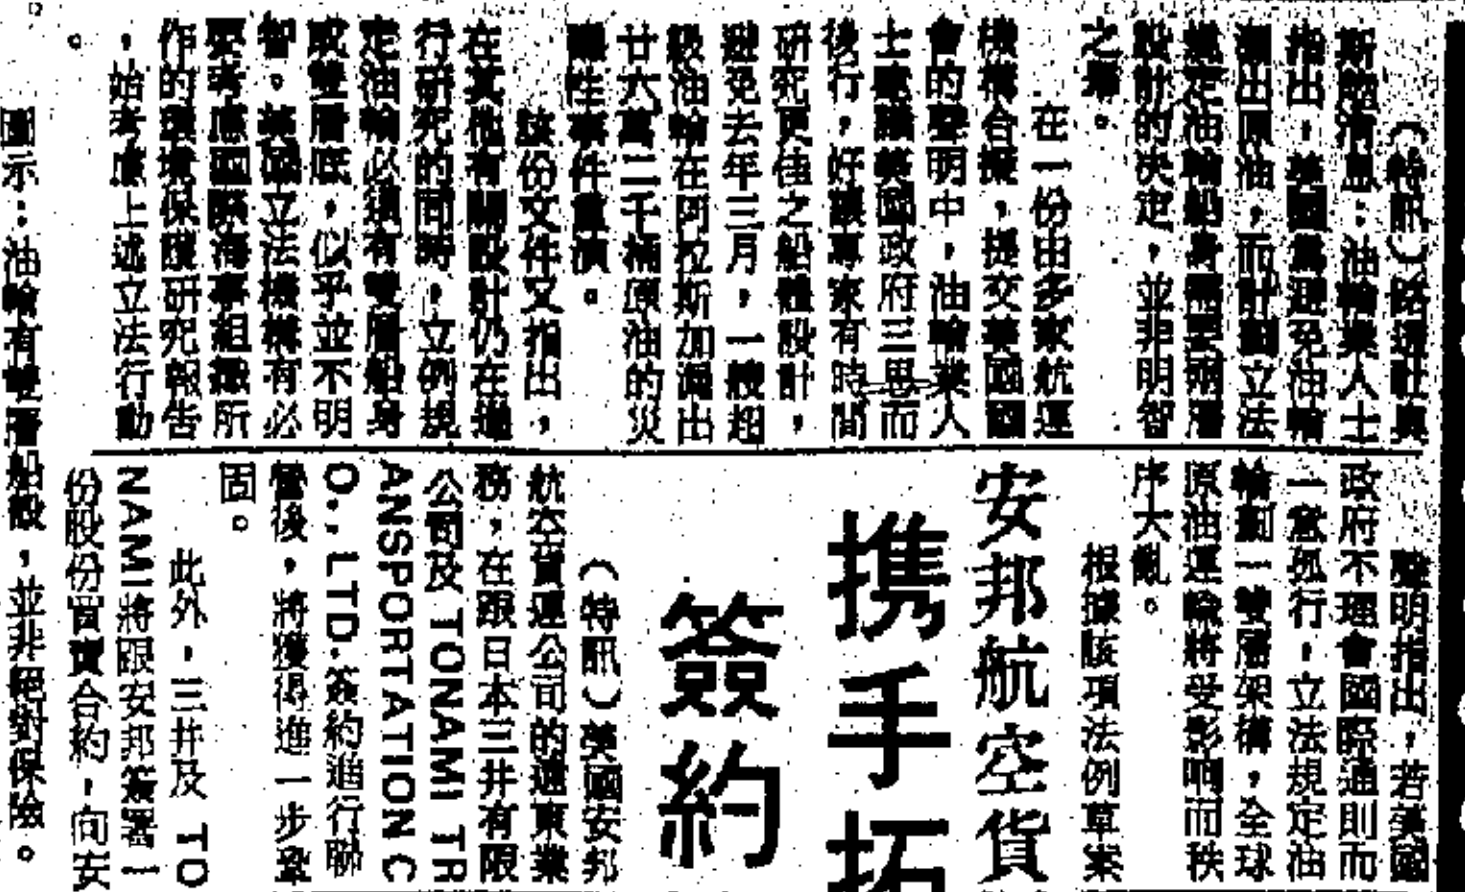 （特訊）路透社奧
斯陸消息：油輪業人士
指出，美國為避免油輪
漏出原油，而計劃立法
規定油輪船身需要兩層
設計的決定，並非明智
之舉。
在一份由多家航運
機構合擬，提交美國國
會的聲明中，油輪業人
士敦請美國政府三思而
後行，好讓專家有時間
研究更佳之船體設計，
避免去年三月，一艘超
級油輪在阿拉斯加漏出
廿六萬二千桶原油的災
難性事件重演。
該份文件又指出，
在其他有關設計仍在進
行研究的同時，立例規
定油輪必須有雙層船身
或雙層底，似乎並不明
智。美國立法機構有必
要考慮國際海事組織所
作的環境保護研究報告
，始考慮上述立法行動
。
圖示：油輪有雙層船殼，並非絕對保險。
聲明指出，若美國
政府不理會國際通則而
一意孤行，立法規定油
輪劃一雙層架構，全球
原油運輸將受影响而秩
序大亂。
根據該項法例草案
安邦航空貨
携手拓
簽約
（特訊）英國安邦
航空貨運公司的遠東業
務，在跟日本三井有限
公司及 TONAMI TR
ANSPORTATION C
O., LTD.簽約進行聯
營後，將獲得進一步鞏
固。
此外，三井及 TO
NAMI將跟安邦簽署一
份股份買賣合約，向安